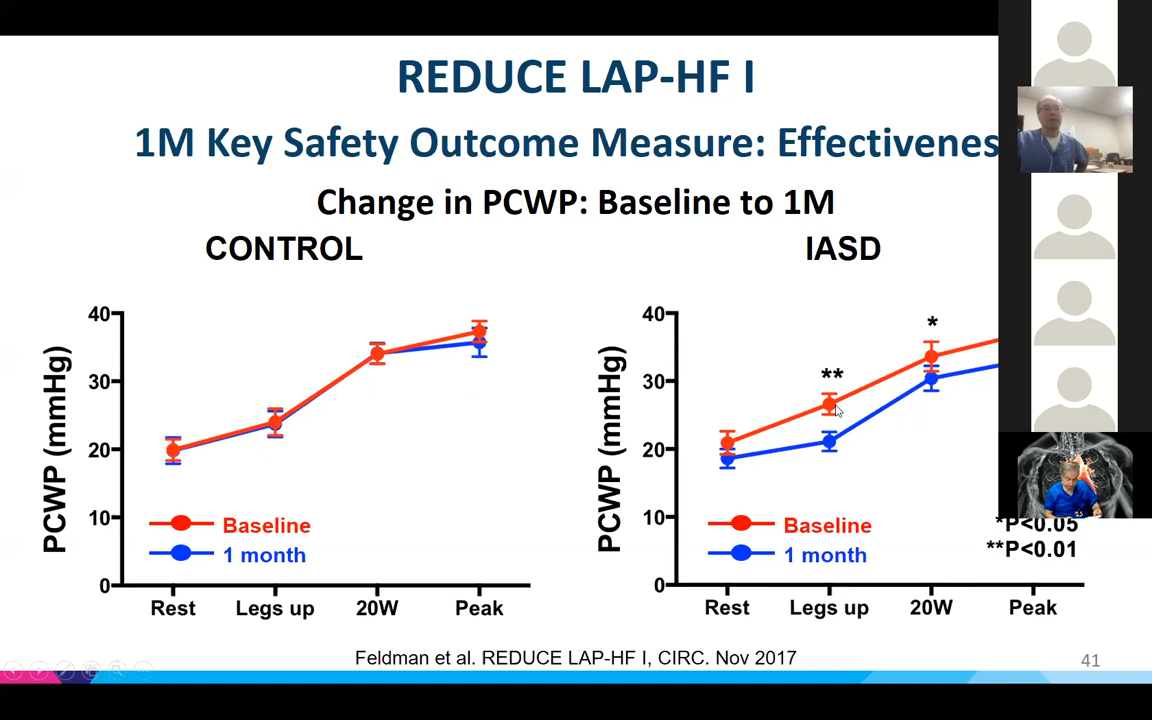 REDUCE LAP-HF I
1M Key Safety Outcome Measure: Effectivenes
Change in PCWP: Baseline to 1M
CONTROL
IASD
PCWP (mmHg)
40
30
20
10
0
Baseline
1 month
Rest Legs up 20W Peak
PCWP (mmHg)
40
30
20
10
0
**
*
Baseline
1 month
*P<0.05
**P<0.01
Rest Legs up 20W Peak
Feldman et al. REDUCE LAP-HF I, CIRC. Nov 2017
41